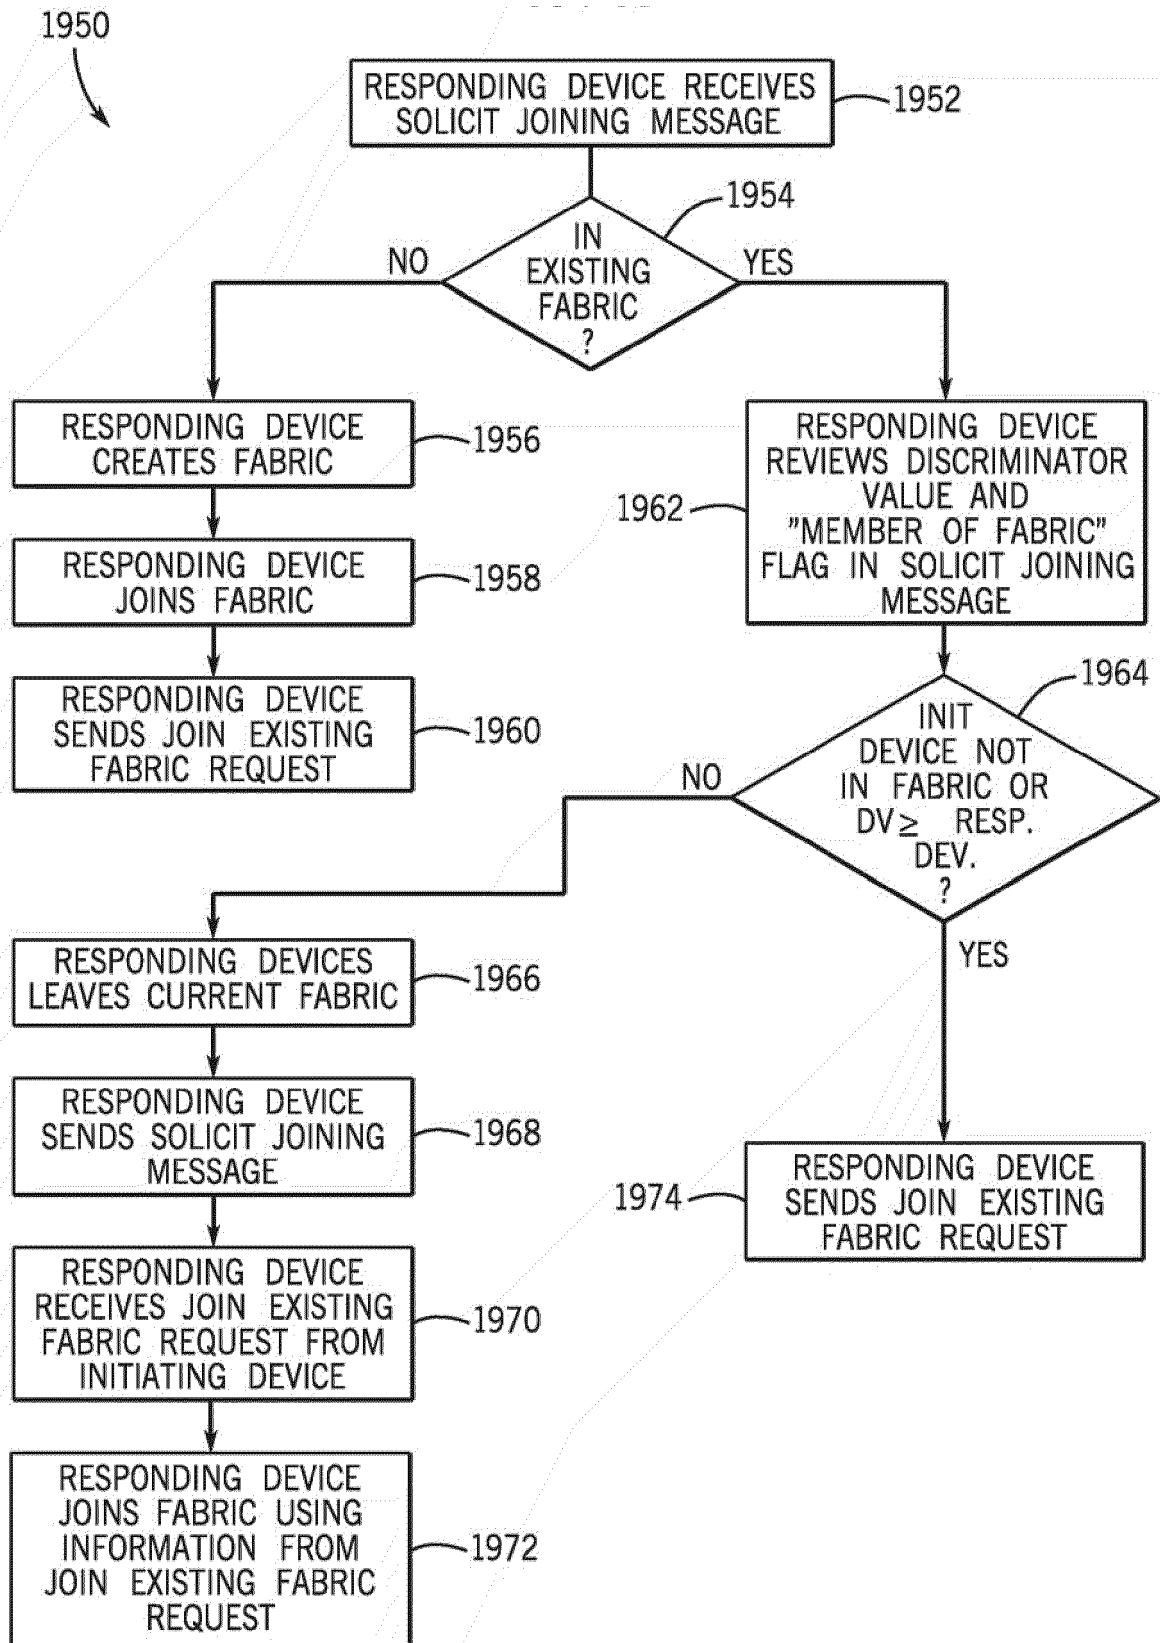 1950
RESPONDING DEVICE RECEIVES
SOLICIT JOINING MESSAGE
1952
1954
IN
EXISTING
FABRIC
?
NO
YES
RESPONDING DEVICE
CREATES FABRIC
1956
RESPONDING DEVICE
JOINS FABRIC
1958
RESPONDING DEVICE
SENDS JOIN EXISTING
FABRIC REQUEST
1960
RESPONDING DEVICE
REVIEWS DISCRIMINATOR
VALUE AND
"MEMBER OF FABRIC"
FLAG IN SOLICIT JOINING
MESSAGE
1962
1964
INIT
DEVICE NOT
IN FABRIC OR
DV≥ RESP.
DEV.
?
NO
YES
RESPONDING DEVICES
LEAVES CURRENT FABRIC
1966
RESPONDING DEVICE
SENDS SOLICIT JOINING
MESSAGE
1968
RESPONDING DEVICE
RECEIVES JOIN EXISTING
FABRIC REQUEST FROM
INITIATING DEVICE
1970
RESPONDING DEVICE
JOINS FABRIC USING
INFORMATION FROM
JOIN EXISTING FABRIC
REQUEST
1972
1974
RESPONDING DEVICE
SENDS JOIN EXISTING
FABRIC REQUEST